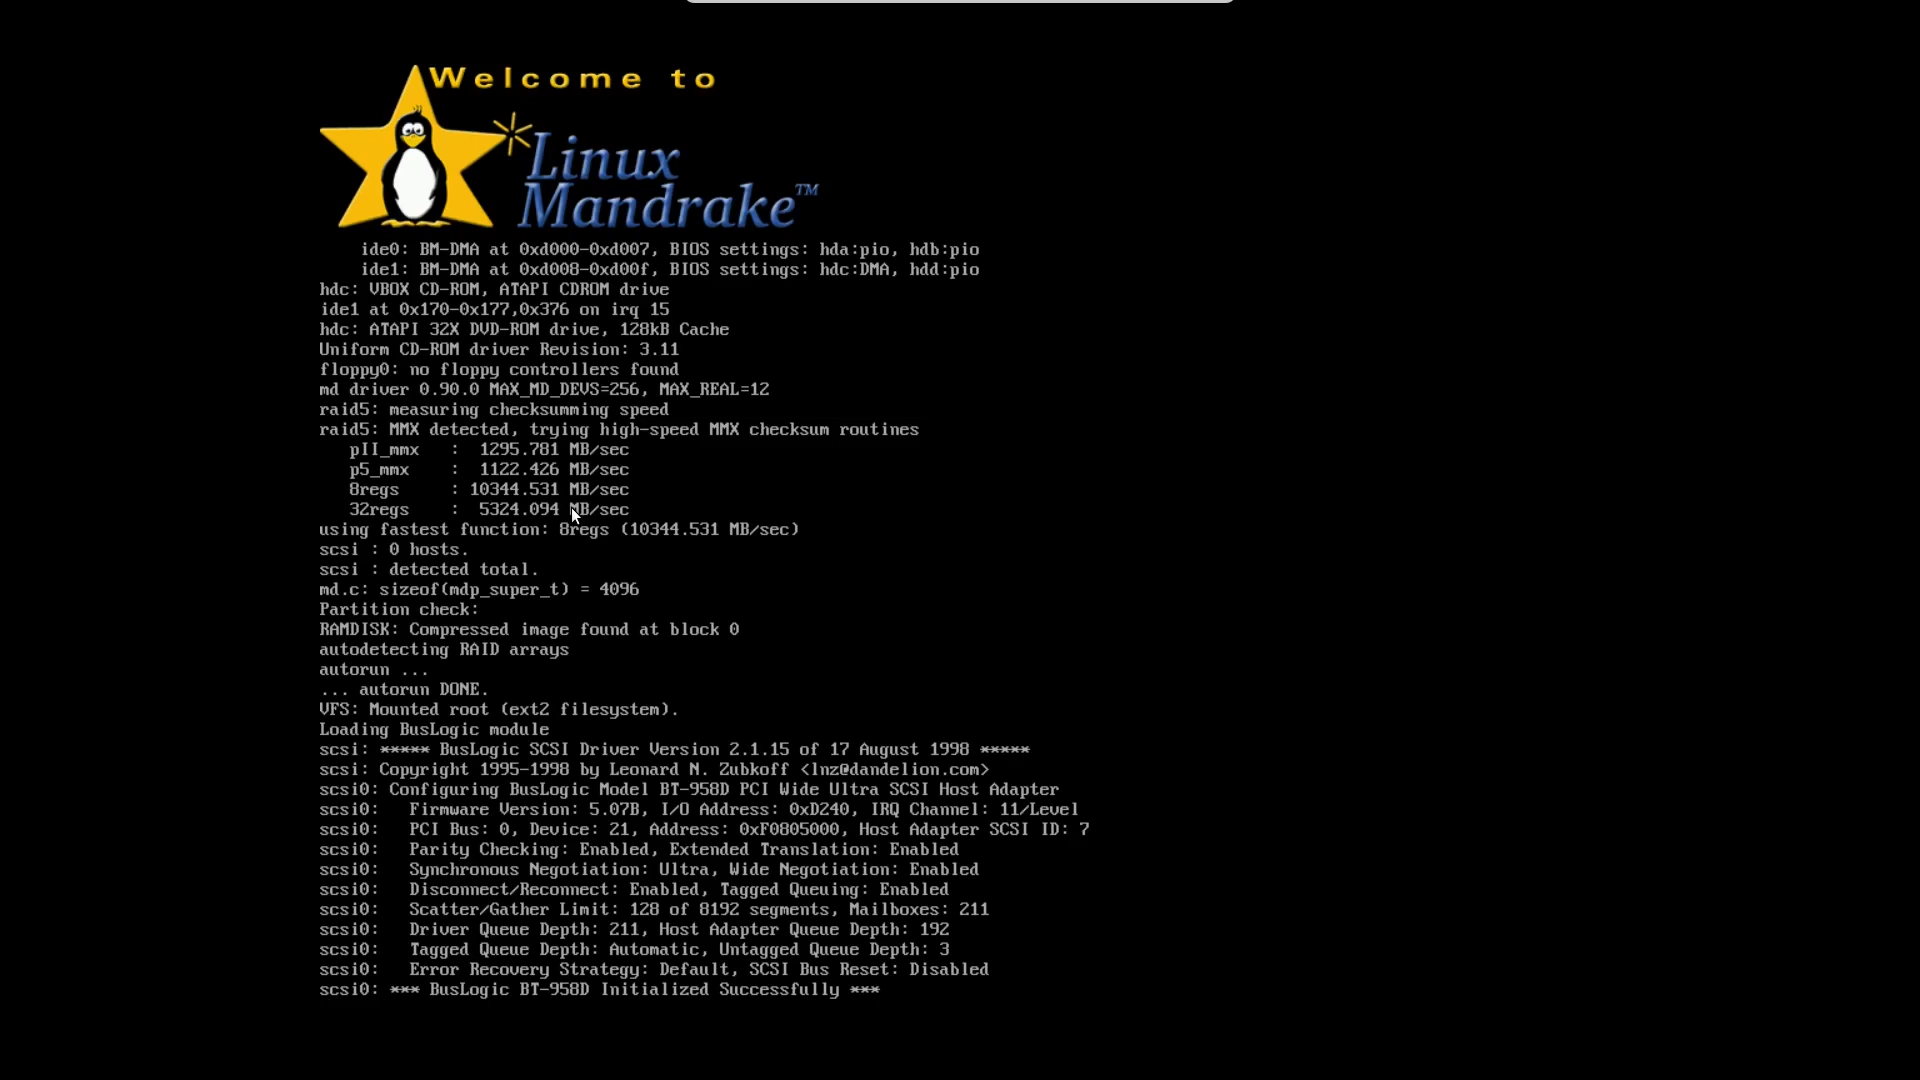 Welcome to
Linux
Mandrake™
ide0: BM-DMA at 0xd000-0xd007, BIOS settings: hda:pio, hdb:pio
ide1: BM-DMA at 0xd008-0xd00f, BIOS settings: hdc:DMA, hdd:pio
hdc: VBOX CD-ROM, ATAPI CDROM drive
ide1 at 0x170-0x177,0x376 on irq 15
hdc: ATAPI 32X DVD-ROM drive, 128kB Cache
Uniform CD-ROM driver Revision: 3.11
floppy0: no floppy controllers found
md driver 0.90.0 MAX_MD_DEVS=256, MAX_REAL=12
raid5: measuring checksumming speed
raid5: MMX detected, trying high-speed MMX checksum routines
pII_mmx : 1295.781 MB/sec
p5_mmx : 1122.426 MB/sec
8regs : 10344.531 MB/sec
32regs : 5324.094 MB/sec
using fastest function: 8regs (10344.531 MB/sec)
scsi : 0 hosts.
scsi : detected total.
md.c: sizeof(mdp_super_t) = 4096
Partition check:
RAMDISK: Compressed image found at block 0
autodetecting RAID arrays
autorun ...
... autorun DONE.
VFS: Mounted root (ext2 filesystem).
Loading BusLogic module
scsi: ***** BusLogic SCSI Driver Version 2.1.15 of 17 August 1998 *****
scsi: Copyright 1995-1998 by Leonard N. Zubkoff <lnz@dandelion.com>
scsi0: Configuring BusLogic Model BT-958D PCI Wide Ultra SCSI Host Adapter
scsi0: Firmware Version: 5.07B, I/O Address: 0xD240, IRQ Channel: 11/Level
scsi0: PCI Bus: 0, Device: 21, Address: 0xF0805000, Host Adapter SCSI ID: 7
scsi0: Parity Checking: Enabled, Extended Translation: Enabled
scsi0: Synchronous Negotiation: Ultra, Wide Negotiation: Enabled
scsi0: Disconnect/Reconnect: Enabled, Tagged Queuing: Enabled
scsi0: Scatter/Gather Limit: 128 of 8192 segments, Mailboxes: 211
scsi0: Driver Queue Depth: 211, Host Adapter Queue Depth: 192
scsi0: Tagged Queue Depth: Automatic, Untagged Queue Depth: 3
scsi0: Error Recovery Strategy: Default, SCSI Bus Reset: Disabled
scsi0: *** BusLogic BT-958D Initialized Successfully ***